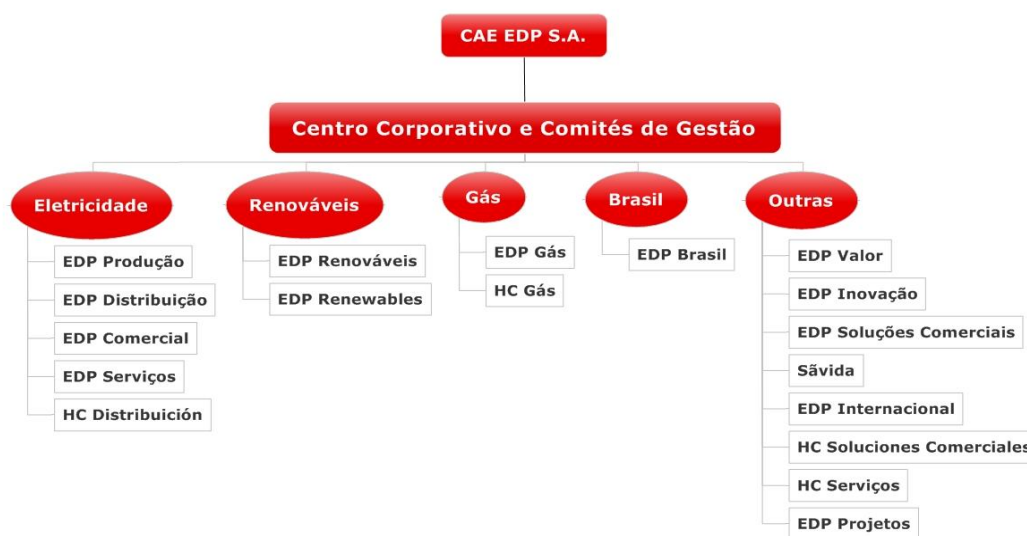 CAE EDP S.A.
Centro Corporativo e Comités de Gestão
Eletricidade
EDP Produção
EDP Distribuição
EDP Comercial
EDP Serviços
HC Distribuición
Renováveis
EDP Renováveis
EDP Renewables
Gás
EDP Gás
HC Gás
Brasil
EDP Brasil
Outras
EDP Valor
EDP Inovação
EDP Soluções Comerciais
Sãvida
EDP Internacional
HC Soluciones Comerciales
HC Serviços
EDP Projetos